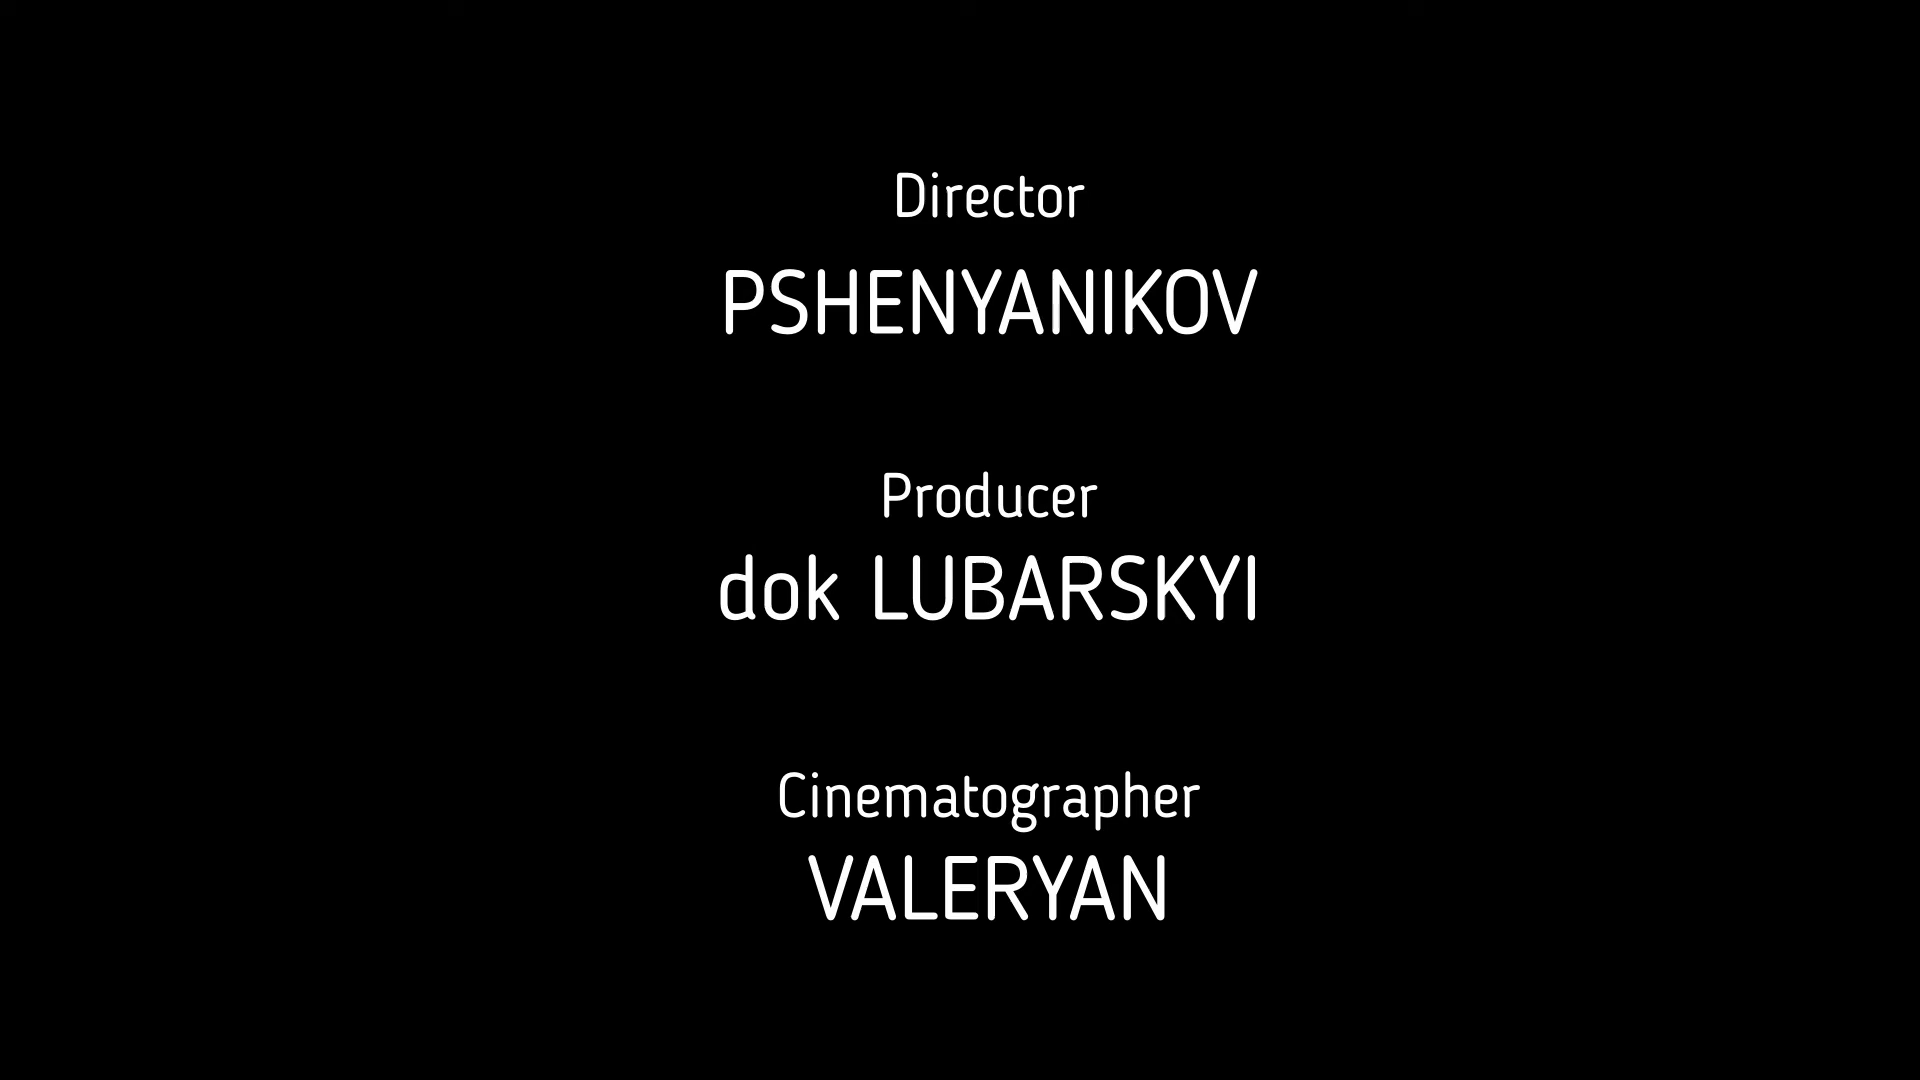 Director
PSHENYANIKOV
Producer
dok LUBARSKYI
Cinematographer
VALERYAN